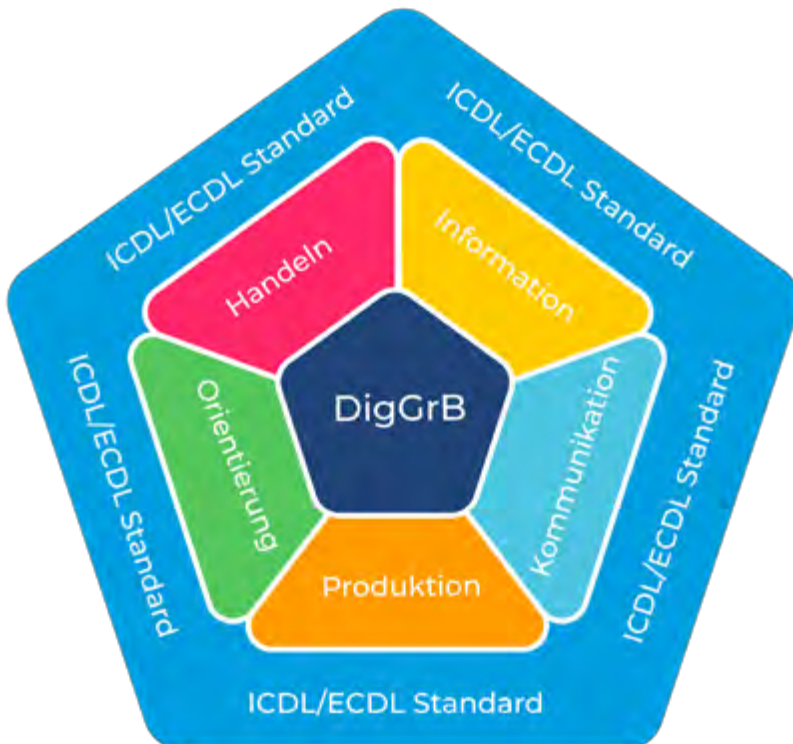 ICDL/ECDL Standard
ICDL/ECDL Standard
Handeln
Information
DigGrB
Orientierung
Kommunikation
Produktion
ICDL/ECDL Standard
ICDL/ECDL Standard
ICDL/ECDL Standard